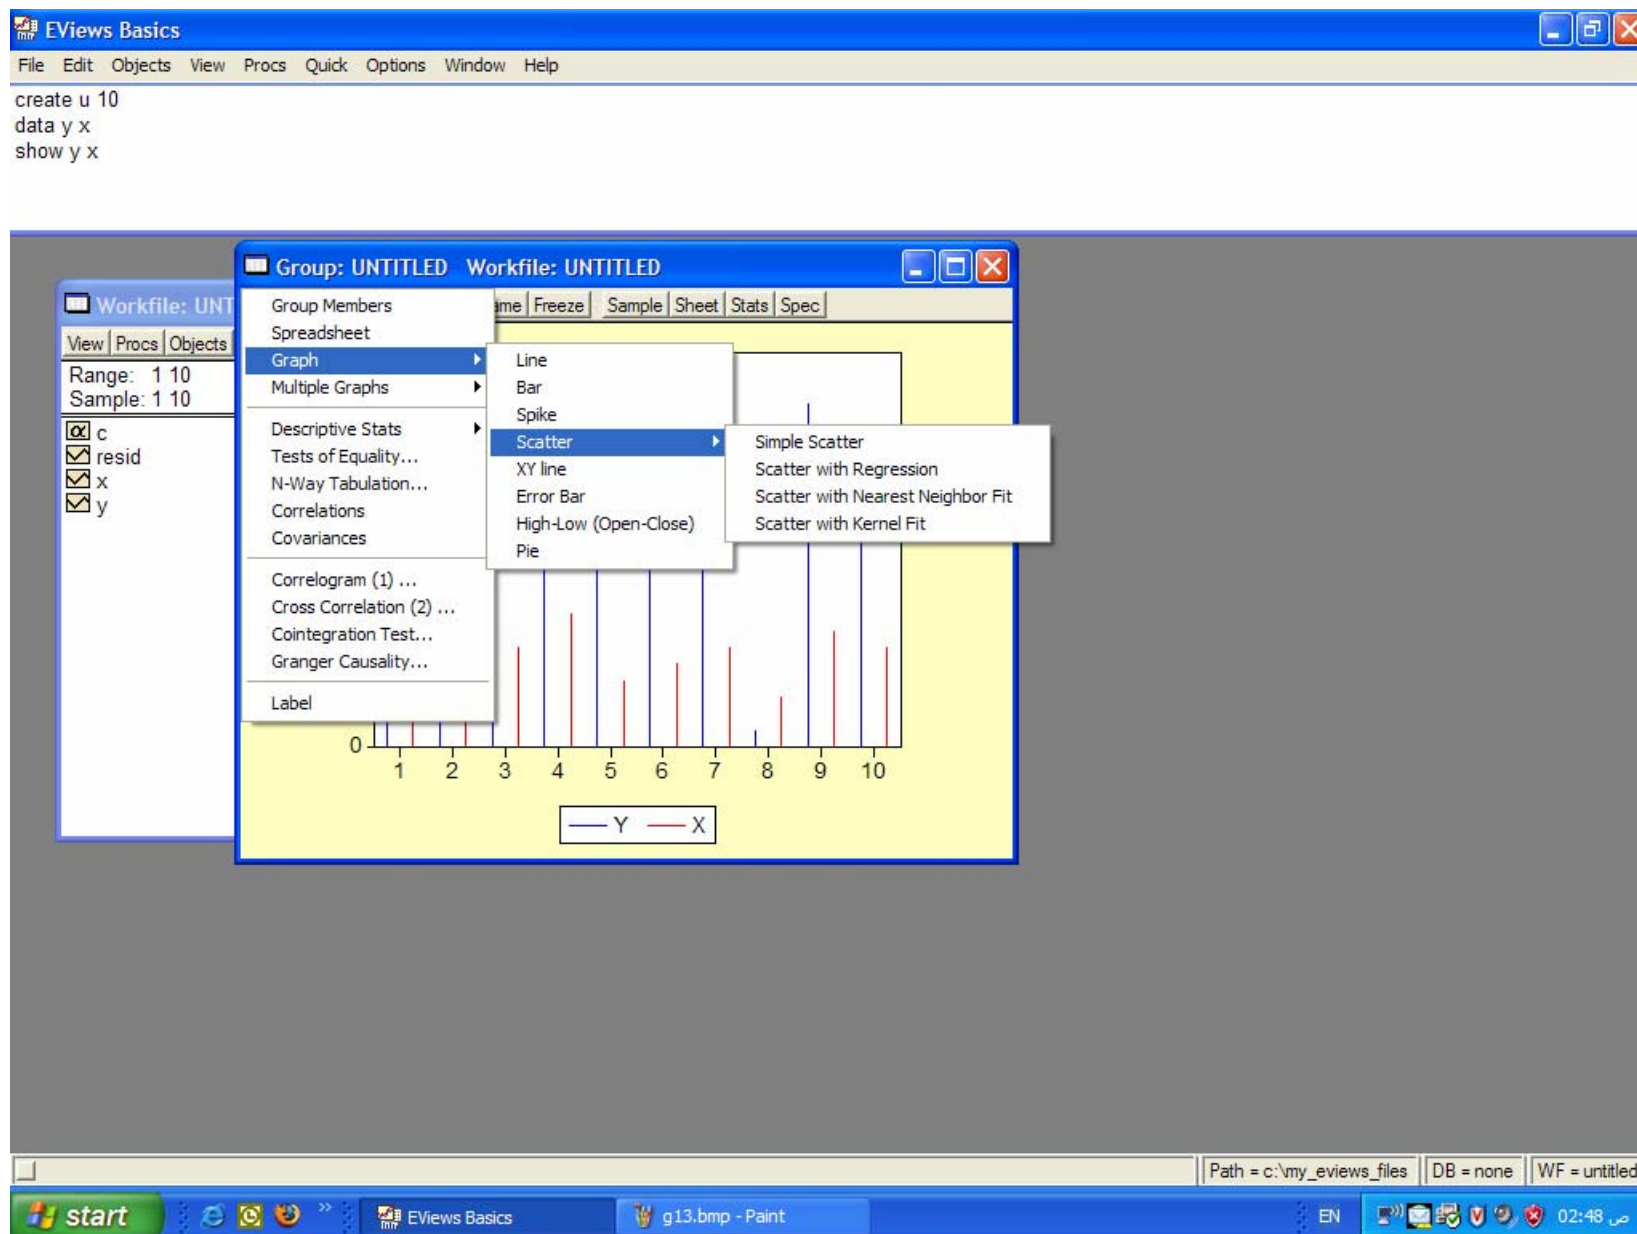 EViews Basics
File Edit Objects View Procs Quick Options Window Help
create u 10
data y x
show y x
Group: UNTITLED Workfile: UNTITLED
Freeze Sample Sheet Stats Spec
Workfile:
View Procs Objects
Range: 1 10
Sample: 1 10
c
resid
x
y
Group Members
Spreadsheet
Graph
Multiple Graphs
Descriptive Stats
Tests of Equality...
N-Way Tabulation...
Correlations
Covariances
Correlogram (1) ...
Cross Correlation (2) ...
Cointegration Test...
Granger Causality...
Label
Line
Bar
Spike
Scatter
XY line
Error Bar
High-Low (Open-Close)
Pie
Simple Scatter
Scatter with Regression
Scatter with Nearest Neighbor Fit
Scatter with Kernel Fit
0
1 2 3 4 5 6 7 8 9 10
Y X
Path = c:\my_eviews_files DB = none WF = untitled
start EViews Basics g13.bmp - Paint EN 02:48 ص